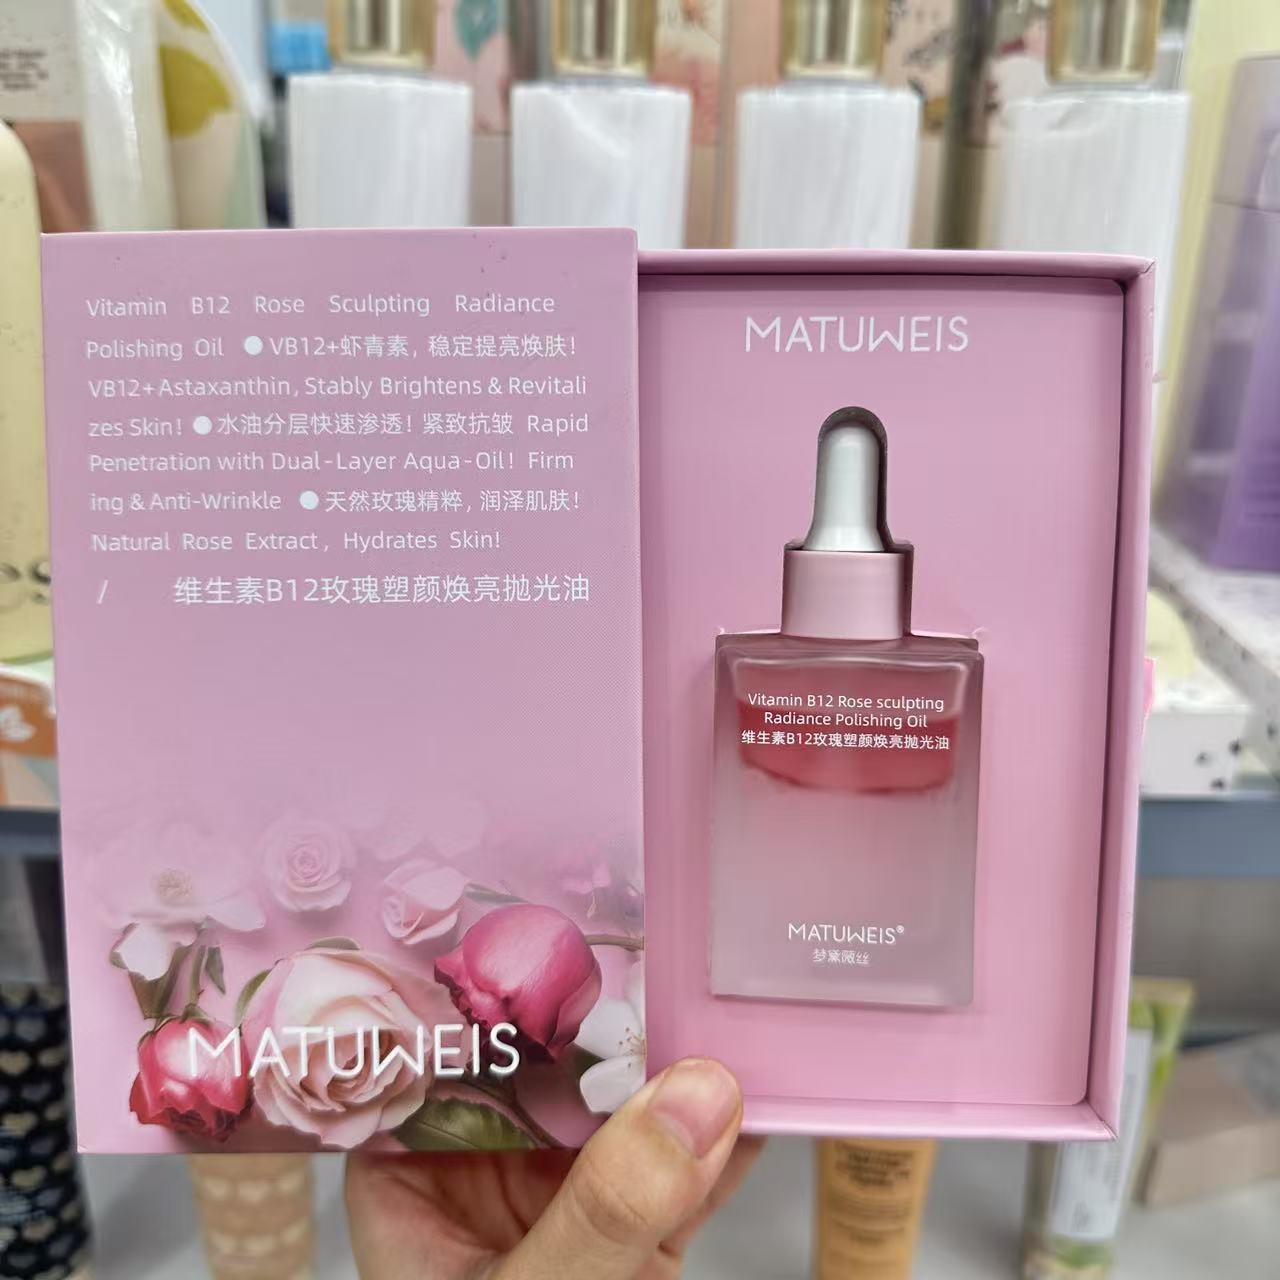 Vitamin B12 Rose Sculpting Radiance
Polishing Oil ●VB12+虾青素, 稳定提亮焕肤!
VB12+Astaxanthin, Stably Brightens & Revitali
zes Skin! ●水油分层快速渗透! 紧致抗皱 Rapid
Penetration with Dual-Layer Aqua-Oil! Firm
ing & Anti-Wrinkle ●天然玫瑰精粹, 润泽肌肤!
Natural Rose Extract, Hydrates Skin!
/ 维生素B12玫瑰塑颜焕亮抛光油
MATUWEIS
MATUWEIS
Vitamin B12 Rose sculpting
Radiance Polishing Oil
维生素B12玫瑰塑颜焕亮抛光油
MATUWEIS®
梦黛薇丝